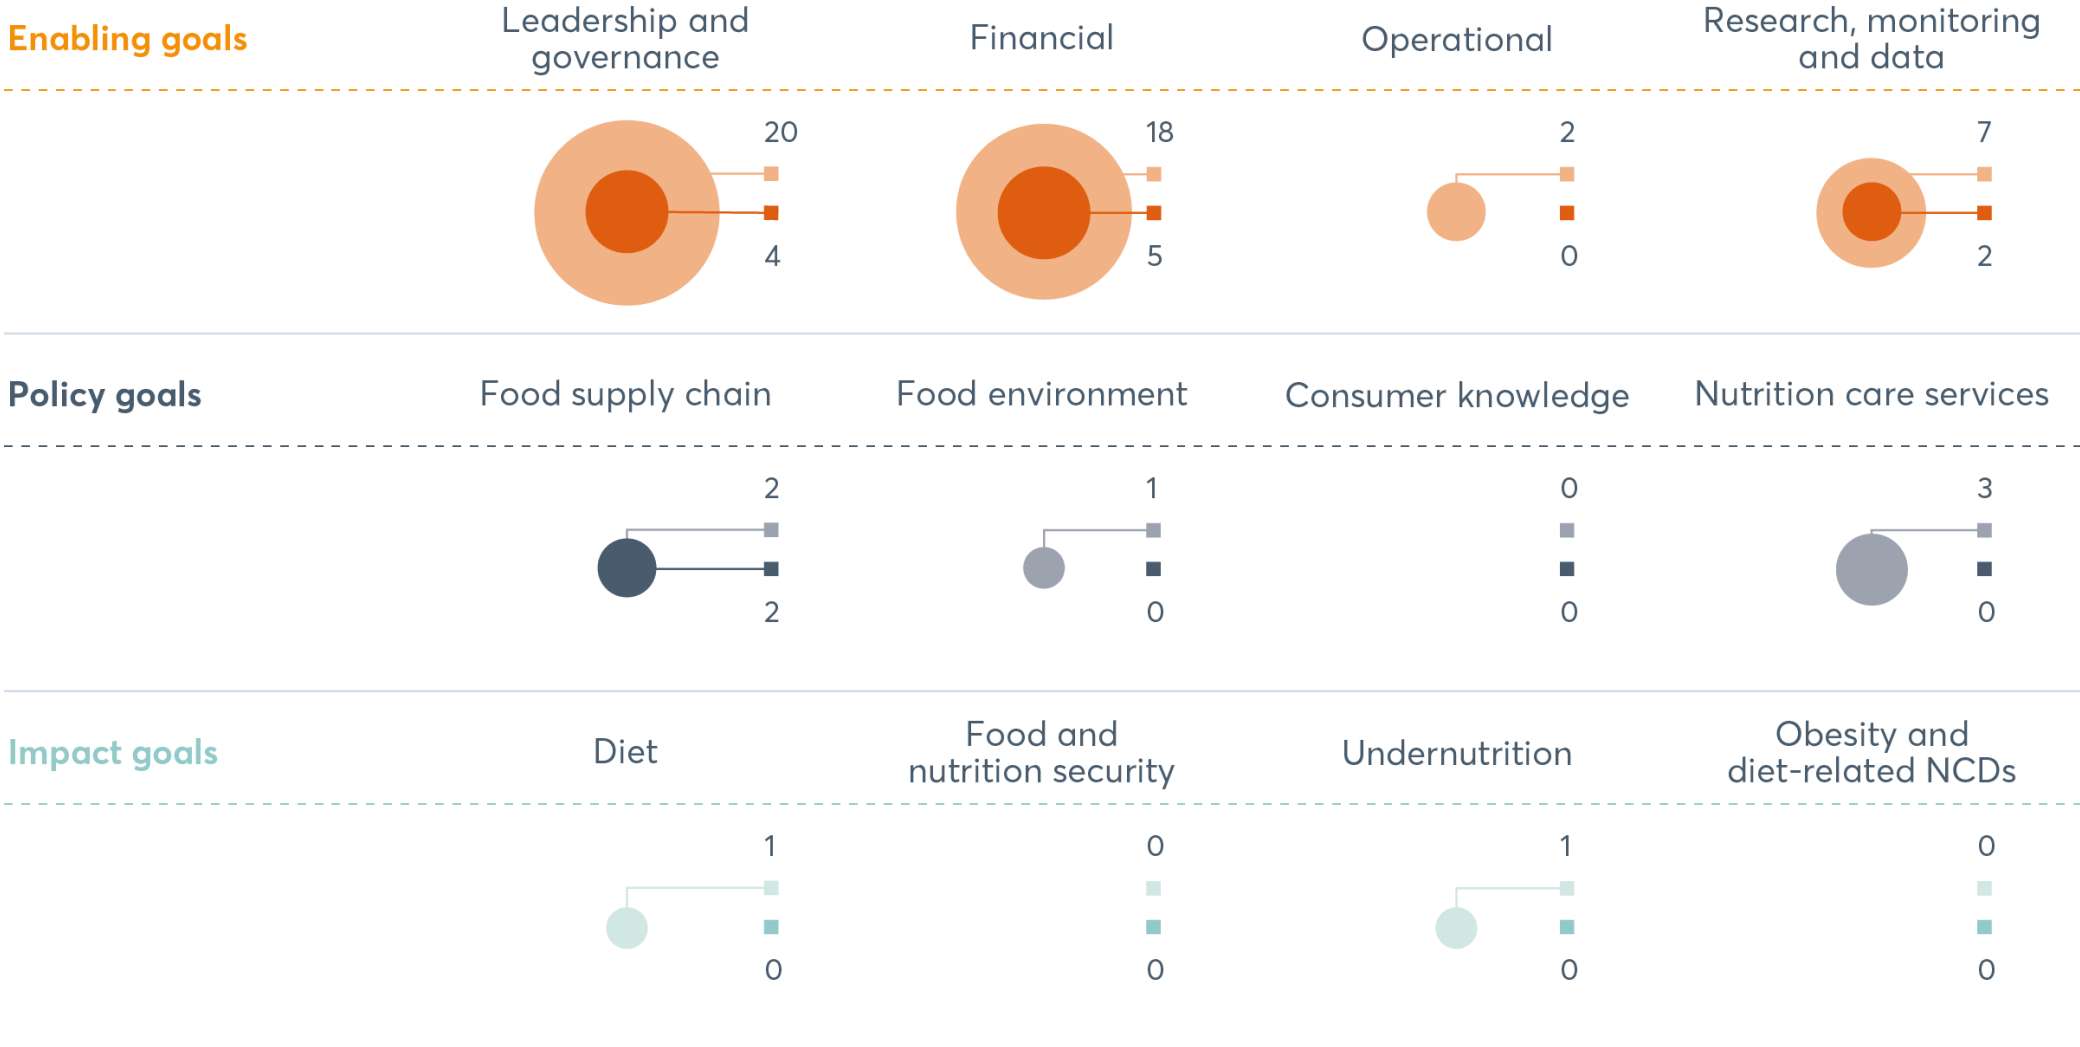 Enabling goals
Leadership and
governance
Financial
Operational
Research, monitoring
and data
20
18
2
7
4
5
0
2
Policy goals
Food supply chain
Food environment
Consumer knowledge
Nutrition care services
2
1
0
3
2
0
0
0
Impact goals
Diet
Food and
nutrition security
Undernutrition
Obesity and
diet-related NCDs
1
0
1
0
0
0
0
0